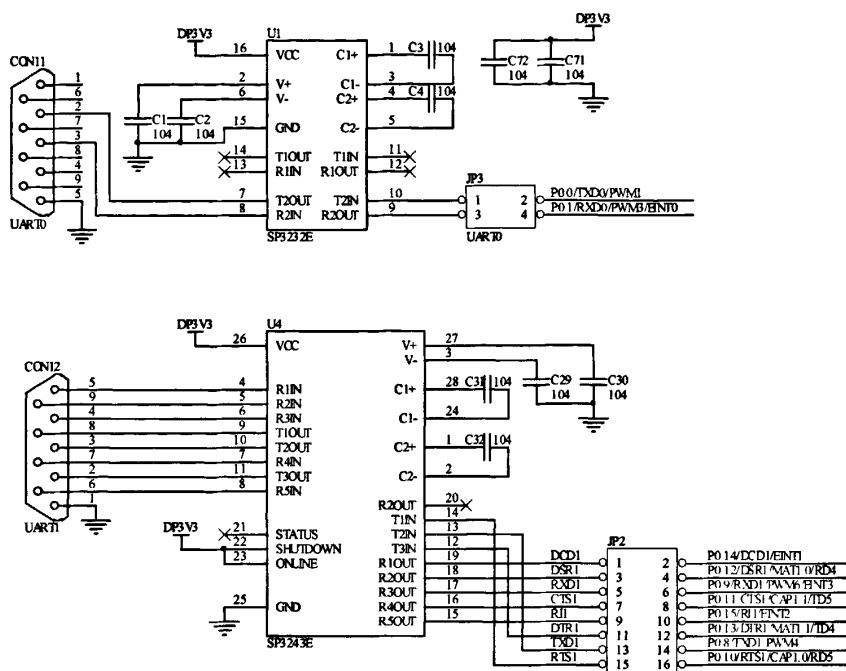 DP3V3
U1
16 VCC C1+ 1 C3 104
CON11
1
6
2
7
3
8
4
9
5
UART0
2 V+ C1- 3
6 V- C2+ 4 C4 104
C1 104
C2 104
15 GND C2- 5
14 T1OUT T1IN 11
13 R1IN R1OUT 12
7 T2OUT T2IN 10
8 R2IN R2OUT 9
SP3232E
DP3V3
C72 104
C71 104
JP3
1 2 P0.0/TXD0/PWM1
3 4 P0.1/RXD0/PWM3/EINT0
UART0
DP3V3
U4
26 VCC V+ 27
V- 3
CON12
5 4 R1IN
9 5 R2IN
4 6 R3IN
8 9 T1OUT
3 10 T2OUT
7 7 R4IN
2 11 T3OUT
6 8 R5IN
1
UART1
C1+ 28 C31 104
C1- 24
C2+ 1 C32 104
C2- 2
C29 104
C30 104
R2OUT 20
T1IN 14
T2IN 13
T3IN 12
DP3V3
21 STATUS
22 SHUTDOWN
23 ONLINE
25 GND
R1OUT 19 DCD1
R2OUT 18 DSR1
R3OUT 17 RXD1
R4OUT 16 CTS1
R5OUT 15 RI1
DTR1
TXD1
RTS1
SP3243E
JP2
1 2 P0.14/DCD1/EINT1
3 4 P0.12/DSR1/MAT1.0/RD4
5 6 P0.9/RXD1/PWM6/EINT3
7 8 P0.11/CTS1/CAP1.1/TD5
9 10 P0.15/RI1/EINT2
11 12 P0.13/DTR1/MAT1.1/TD4
13 14 P0.8/TXD1/PWM4
15 16 P0.10/RTS1/CAP1.0/RD5